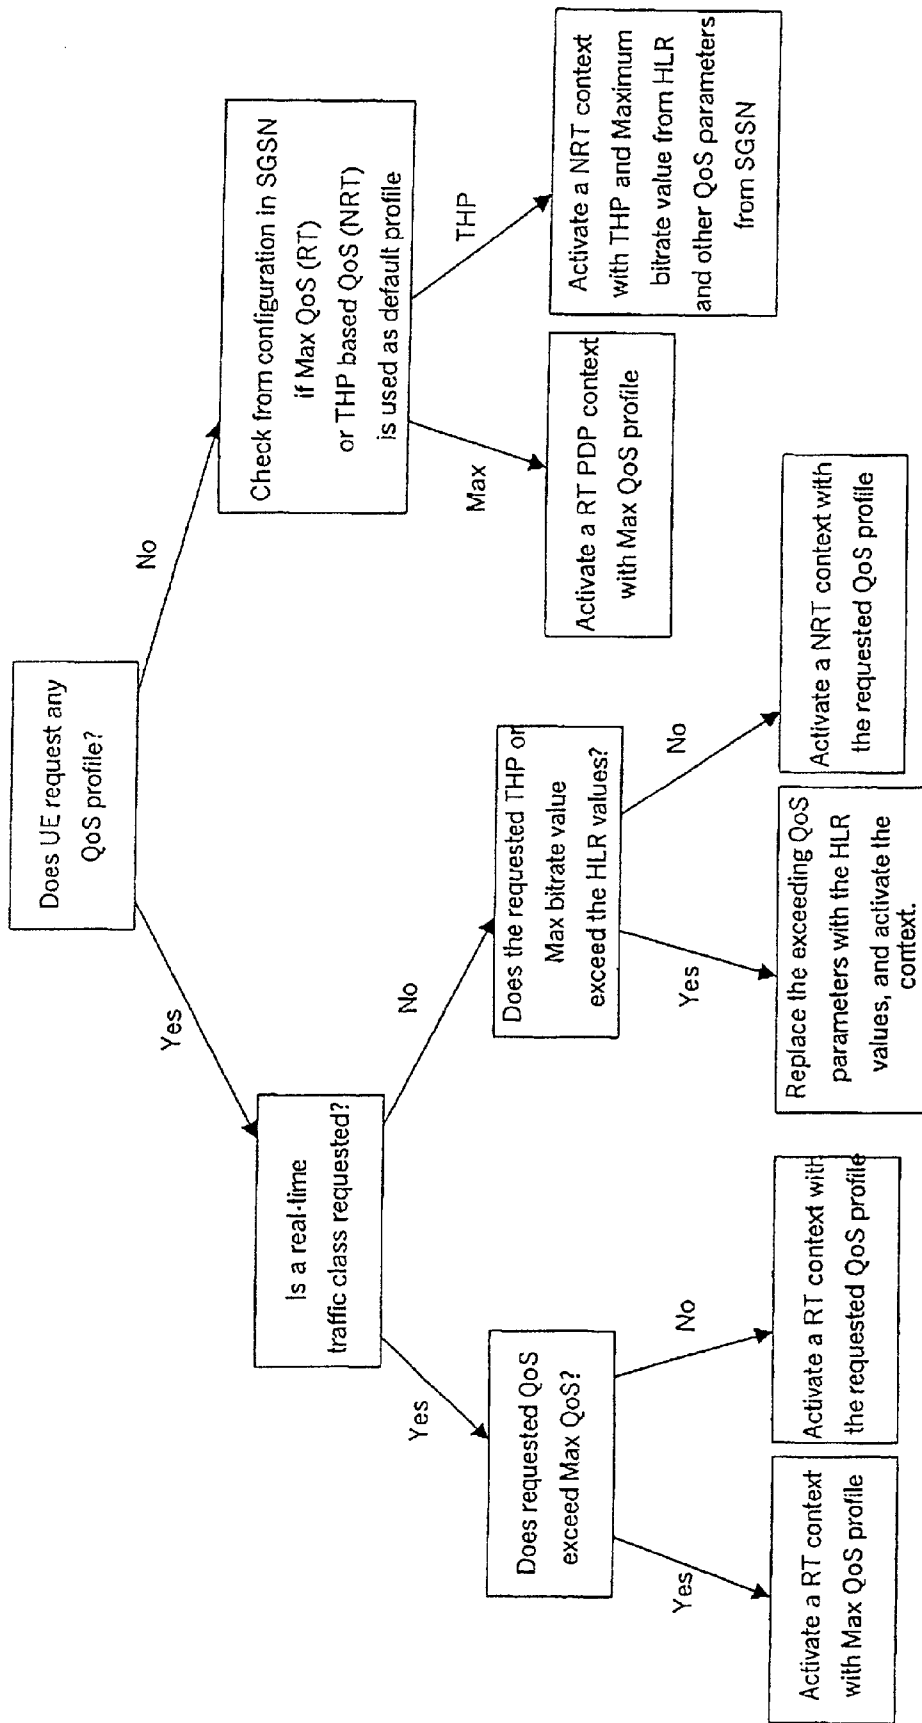 Does UE request any
QoS profile?
Yes
No
Is a real-time
traffic class requested?
Check from configuration in SGSN
if Max QoS (RT)
or THP based QoS (NRT)
is used as default profile
Yes
No
Max
THP
Does requested QoS
exceed Max QoS?
Does the requested THP or
Max bitrate value
exceed the HLR values?
Activate a RT PDP context
with Max QoS profile
Activate a NRT context
with THP and Maximum
bitrate value from HLR
and other QoS parameters
from SGSN
Yes
No
Yes
No
Activate a RT context
with Max QoS profile
Activate a RT context with
the requested QoS profile
Replace the exceeding QoS
parameters with the HLR
values, and activate the
context.
Activate a NRT context with
the requested QoS profile